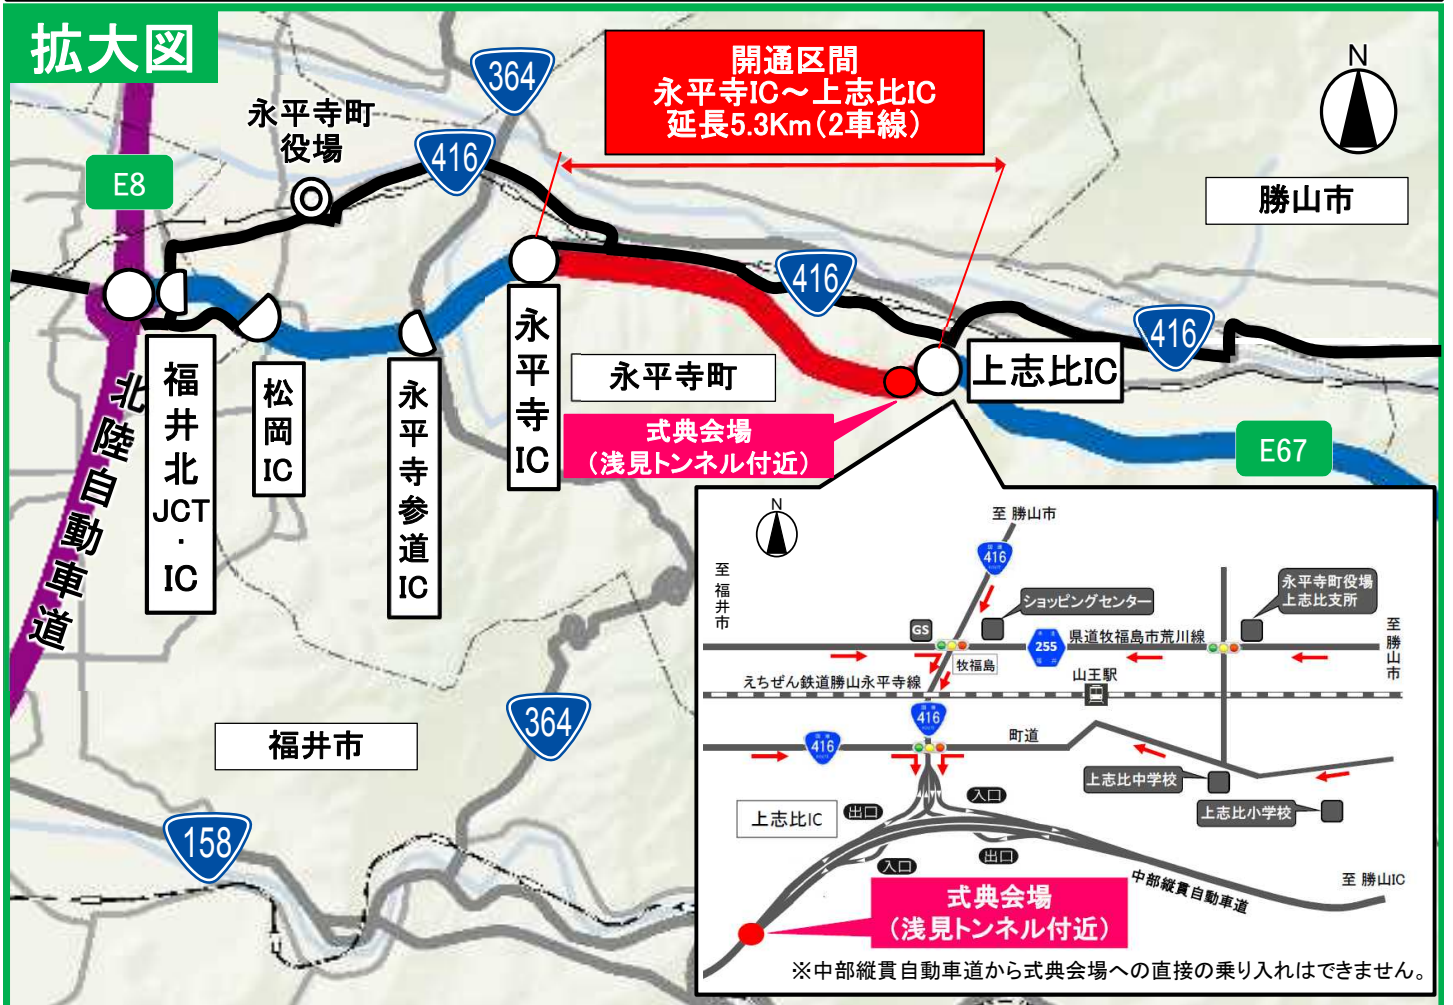 拡大図
364
開通区間
永平寺IC～上志比IC
延長5.3Km（2車線）
N
永平寺町
役場
416
E8
勝山市
416
416
永平寺IC
永平寺町
上志比IC
福井北JCT・IC
松岡IC
永平寺参道IC
北陸自動車道
式典会場
（浅見トンネル付近）
E67
福井市
364
158
N
至 勝山市
416
至 福井市
ショッピングセンター
永平寺町役場
上志比支所
GS
255
県道牧福島市荒川線
至 勝山市
牧福島
えちぜん鉄道勝山永平寺線
山王駅
416
416
町道
上志比中学校
上志比小学校
上志比IC
出口
入口
入口
出口
中部縦貫自動車道
至 勝山IC
式典会場
（浅見トンネル付近）
※中部縦貫自動車道から式典会場への直接の乗り入れはできません。